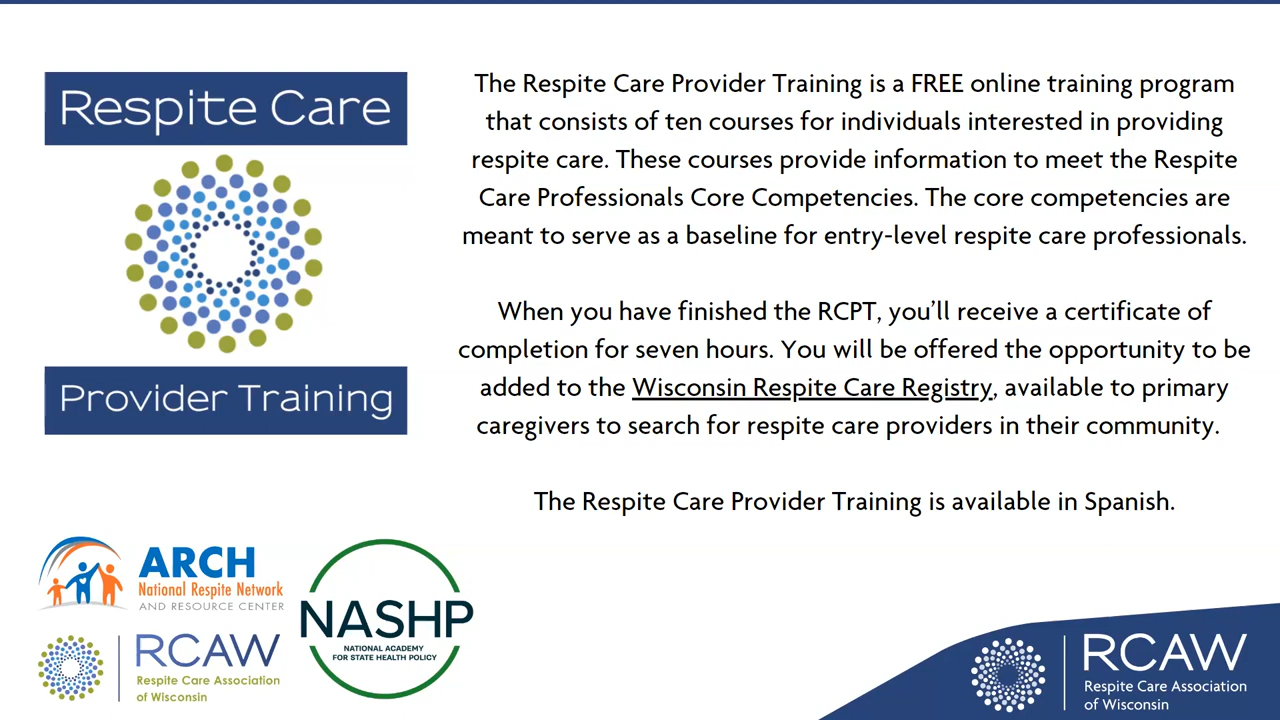 Respite Care
Provider Training
The Respite Care Provider Training is a FREE online training program
that consists of ten courses for individuals interested in providing
respite care. These courses provide information to meet the Respite
Care Professionals Core Competencies. The core competencies are
meant to serve as a baseline for entry-level respite care professionals.
When you have finished the RCPT, you’ll receive a certificate of
completion for seven hours. You will be offered the opportunity to be
added to the Wisconsin Respite Care Registry, available to primary
caregivers to search for respite care providers in their community.
The Respite Care Provider Training is available in Spanish.
ARCH
National Respite Network
AND RESOURCE CENTER
NASHP
NATIONAL ACADEMY
FOR STATE HEALTH POLICY
RCAW
Respite Care Association
of Wisconsin
RCAW
Respite Care Association
of Wisconsin